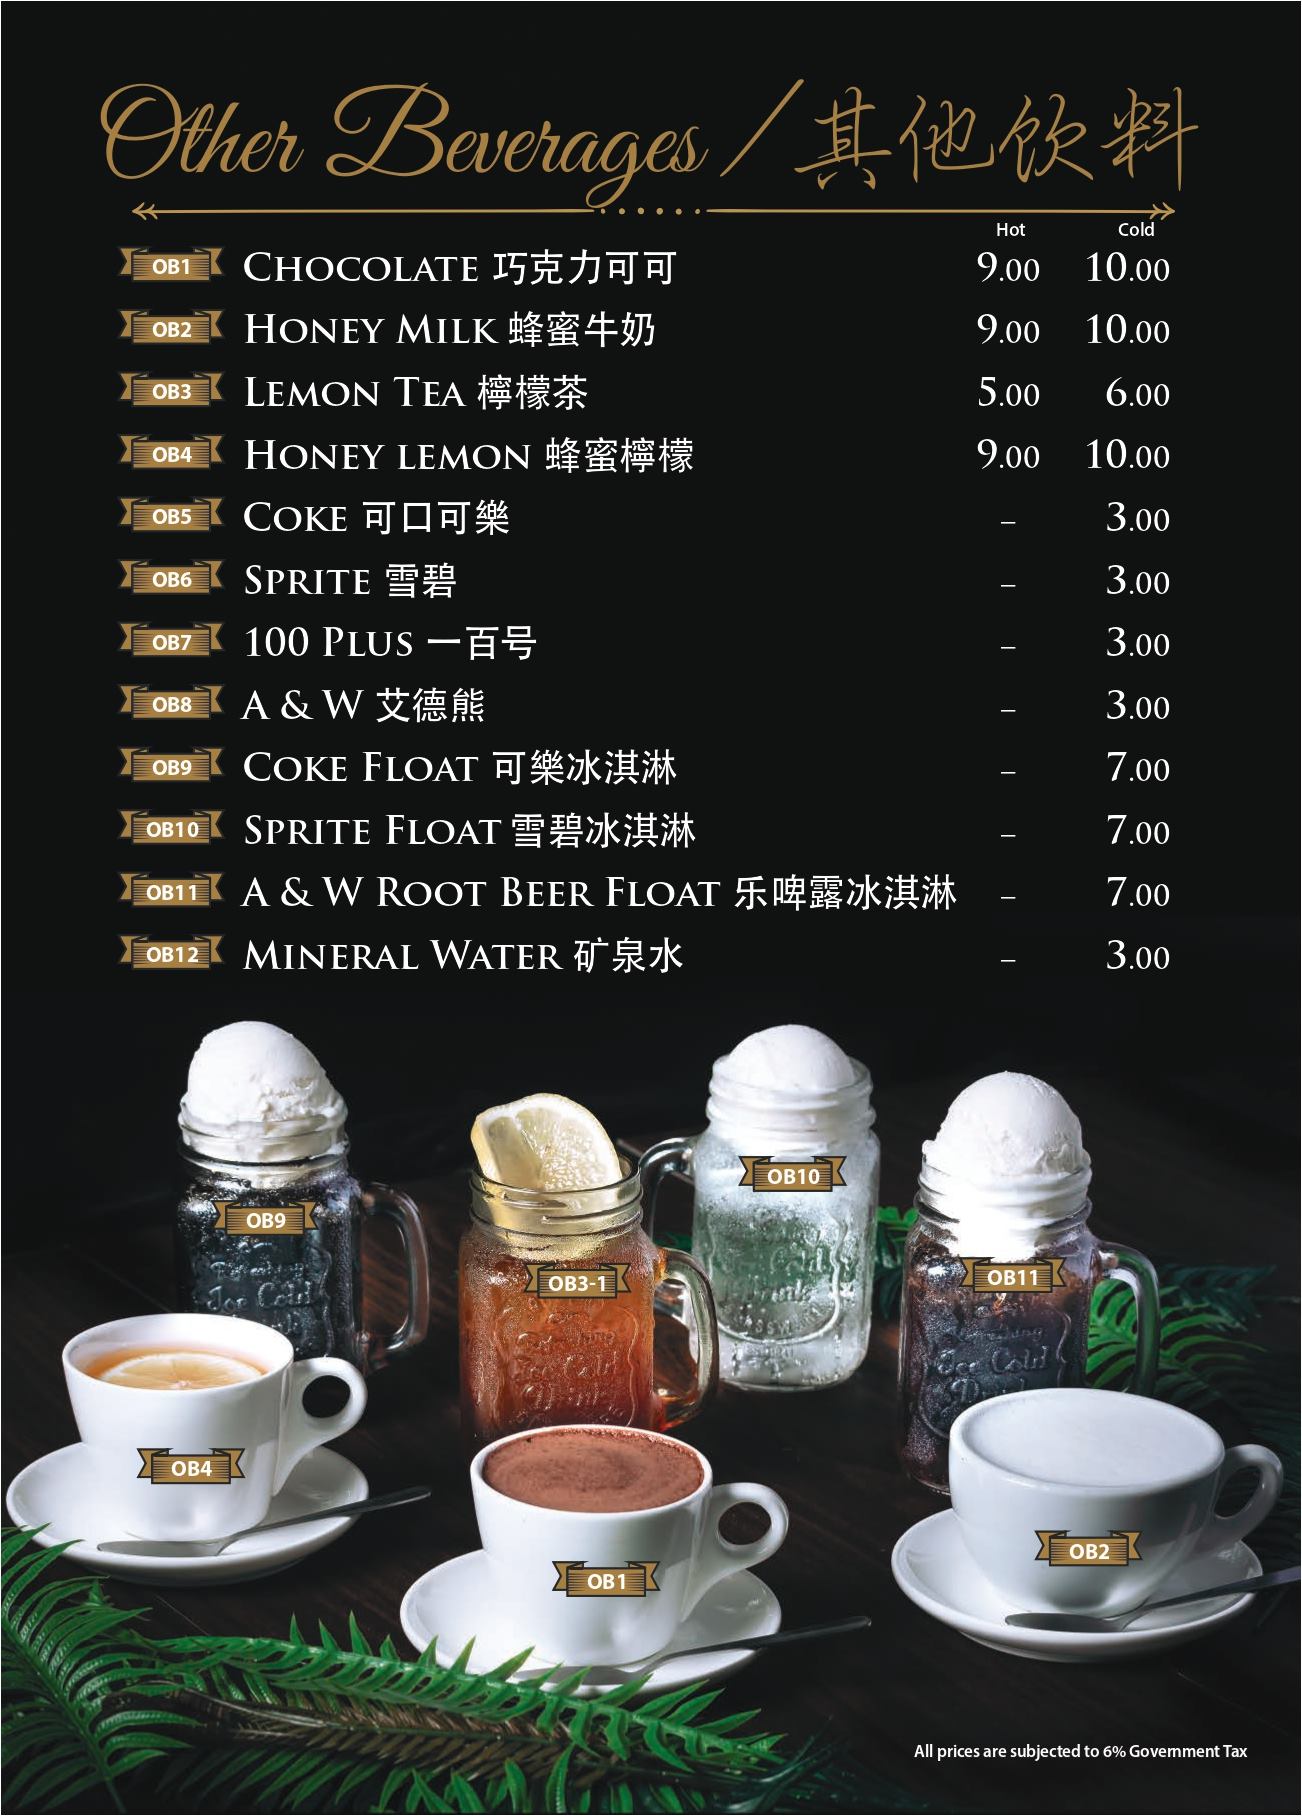 Other Beverages / 其他饮料
Hot Cold
OB1 CHOCOLATE 巧克力可可 9.00 10.00
OB2 HONEY MILK 蜂蜜牛奶 9.00 10.00
OB3 LEMON TEA 檸檬茶 5.00 6.00
OB4 HONEY LEMON 蜂蜜檸檬 9.00 10.00
OB5 COKE 可口可樂 – 3.00
OB6 SPRITE 雪碧 – 3.00
OB7 100 PLUS 一百号 – 3.00
OB8 A & W 艾德熊 – 3.00
OB9 COKE FLOAT 可樂冰淇淋 – 7.00
OB10 SPRITE FLOAT 雪碧冰淇淋 – 7.00
OB11 A & W ROOT BEER FLOAT 乐啤露冰淇淋 – 7.00
OB12 MINERAL WATER 矿泉水 – 3.00
OB10
OB9
OB3-1
OB11
Ice Cold
Ice Cold
Drink
Ice Cold
OB4
OB2
OB1
All prices are subjected to 6% Government Tax